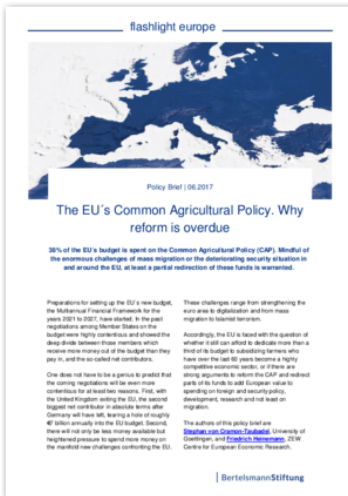 flashlight europe
Policy Brief | 06.2017
The EU´s Common Agricultural Policy. Why
reform is overdue
38% of the EU´s budget is spent on the Common Agricultural Policy (CAP). Mindful of
the enormous challenges of mass migration or the deteriorating security situation in
and around the EU, at least a partial redirection of these funds is warranted.
Preparations for setting up the EU´s new budget,
the Multiannual Financial Framework for the
years 2021 to 2027, have started. In the past
negotiations among Member States on the
budget were highly contentious and showed the
deep divide between those members which
receive more money out of the budget than they
pay in, and the so-called net contributors.
One does not have to be a genius to predict that
the coming negotiations will be even more
contentious for at least two reasons. First, with
the United Kingdom exiting the EU, the second
biggest net contributor in absolute terms after
Germany will have left, tearing a hole of roughly
€7 billion annually into the EU budget. Second,
there will not only be less money available but
heightened pressure to spend more money on
the manifold new challenges confronting the EU.
These challenges range from strengthening the
euro area to digitalization and from mass
migration to Islamist terrorism.
Accordingly, the EU is faced with the question of
whether it still can afford to dedicate more than a
third of its budget to subsidizing farmers who
have over the last 60 years become a highly
competitive economic sector, or if there are
strong arguments to reform the CAP and redirect
parts of its funds to add European value to
spending on foreign and security policy,
development, research and not least on
migration.
The authors of this policy brief are
Stephan von Cramon-Taubadel, University of
Goettingen, and Friedrich Heinemann, ZEW
Centre for European Economic Research.
BertelsmannStiftung